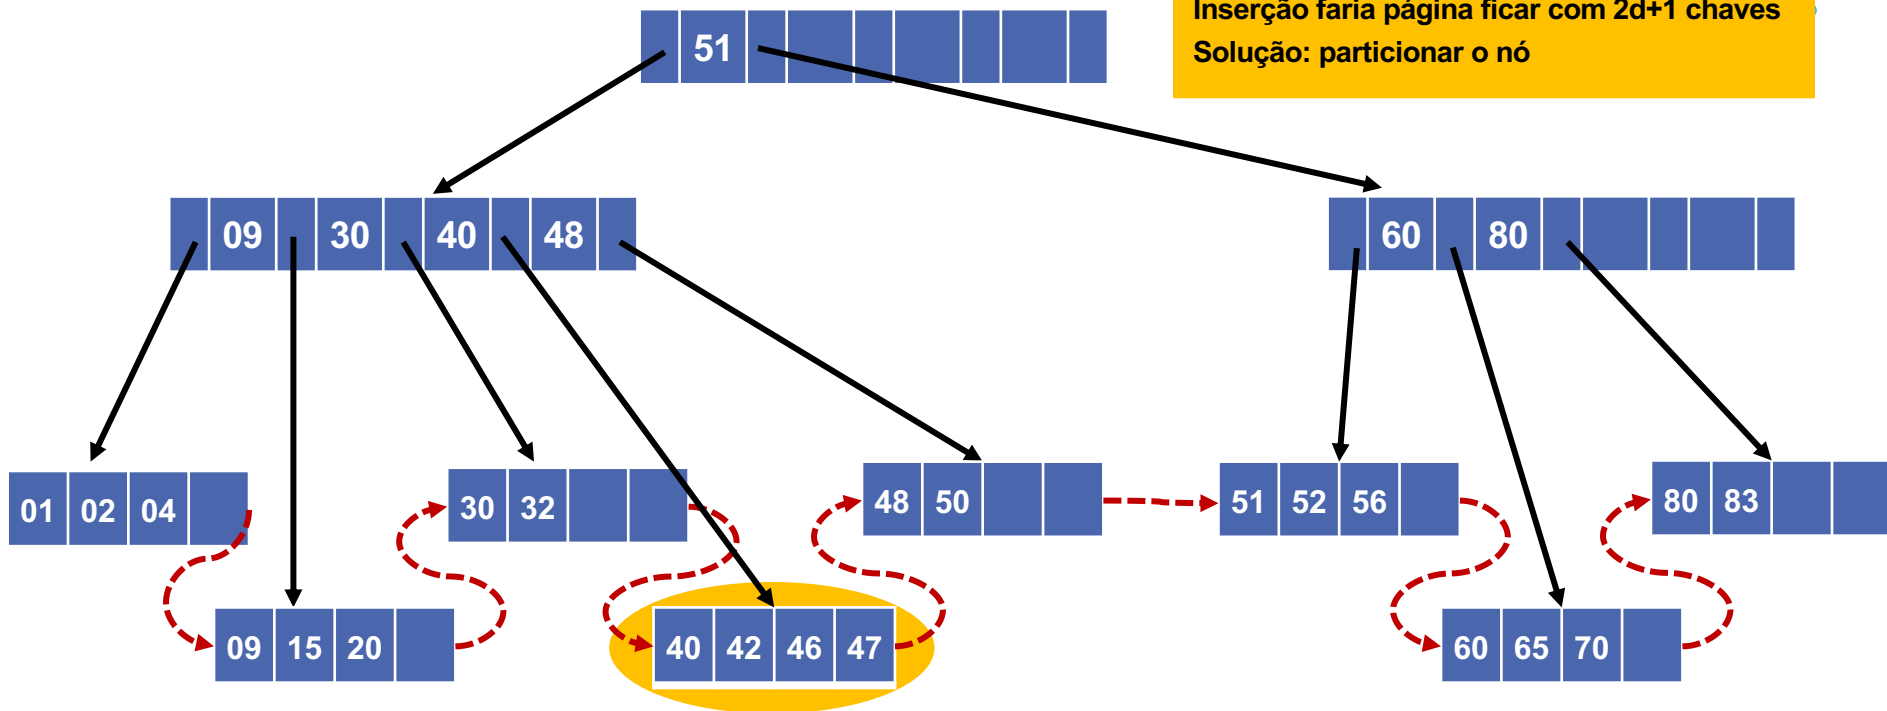 Inserção faria página ficar com 2d+1 chaves
Solução: particionar o nó
51
09 30 40 48
60 80
01 02 04
30 32
48 50
51 52 56
80 83
09 15 20
40 42 46 47
60 65 70